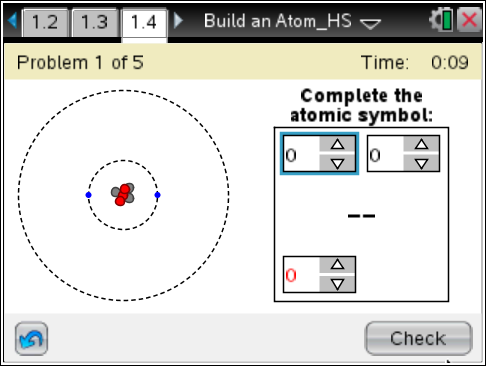 1.2 1.3 1.4 Build an Atom_HS
Problem 1 of 5 Time: 0:09
Complete the
atomic symbol:
0 0
--
0
Check